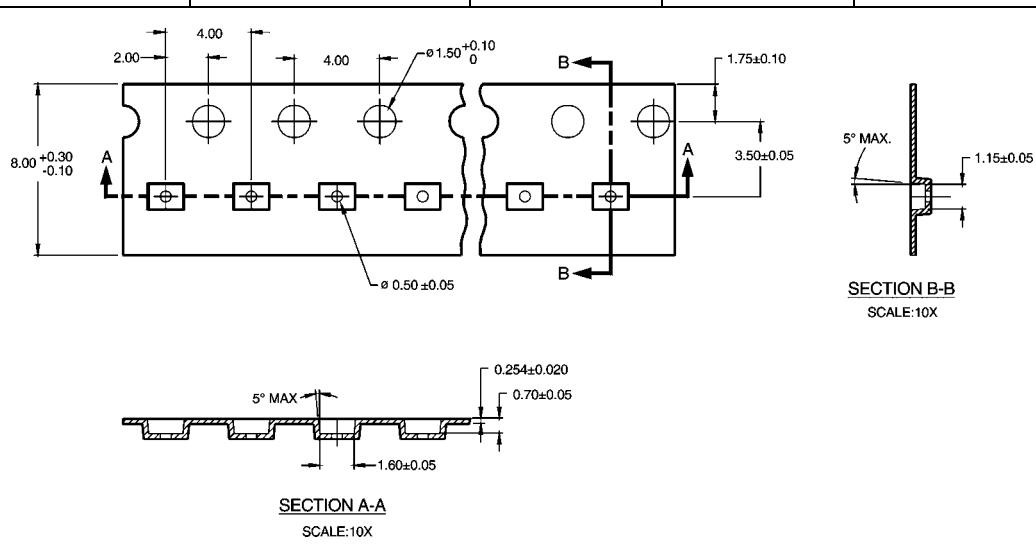 4.00
2.00
4.00
ø1.50 +0.10
0
B
1.75±0.10
8.00 +0.30
-0.10
A
A
3.50±0.05
5° MAX.
1.15±0.05
B
ø 0.50 ±0.05
SECTION B-B
SCALE:10X
0.254±0.020
5° MAX
0.70±0.05
1.60±0.05
SECTION A-A
SCALE:10X